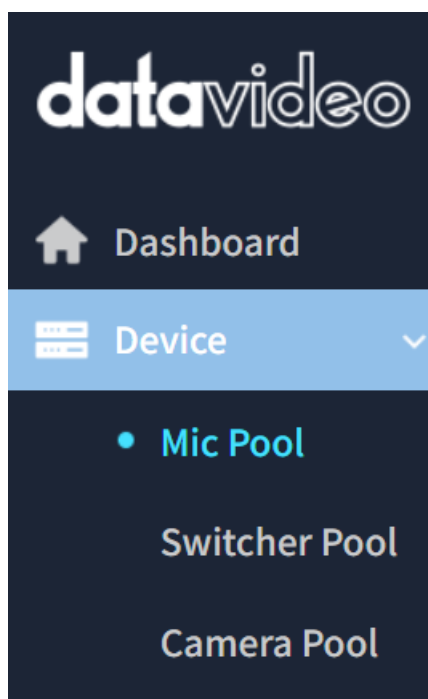 datavideo
Dashboard
Device
Mic Pool
Switcher Pool
Camera Pool